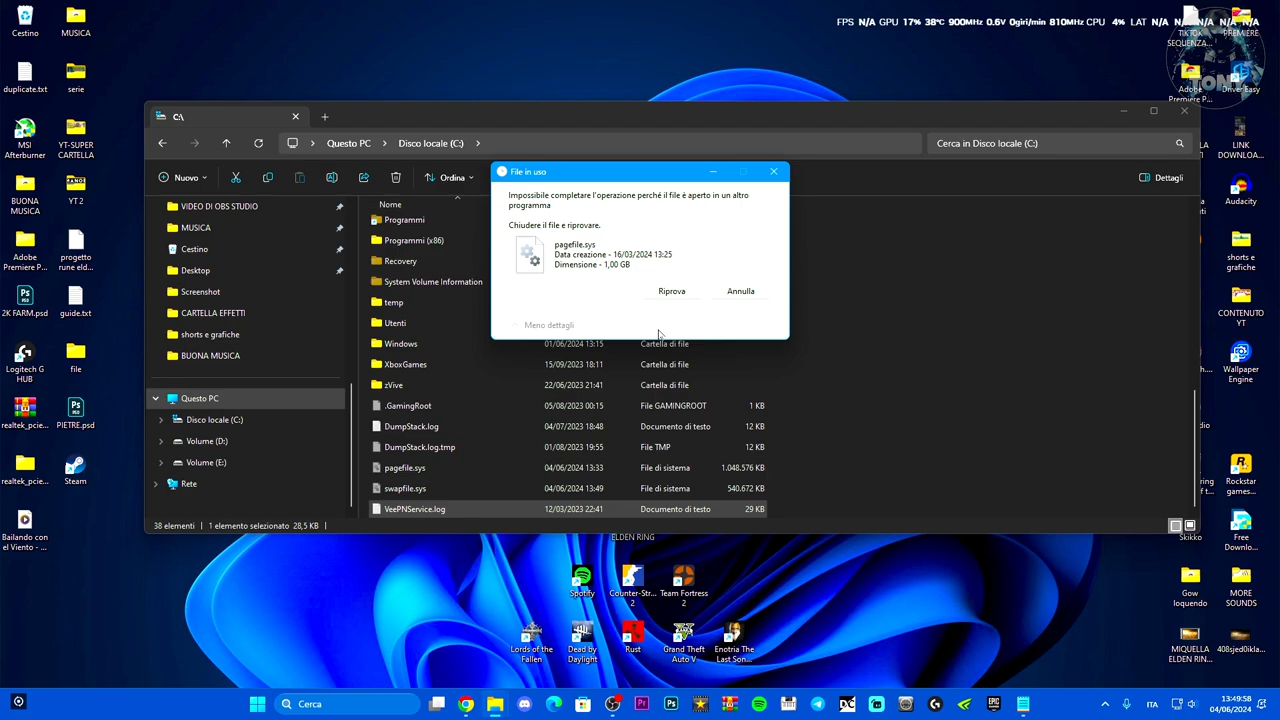 FPS N/A GPU 17% 38°C 900MHz 0.6V 0giri/min 810MHz CPU 4% LAT N/A N/A N/A N/A N/A
Cestino
MUSICA
TIKTOK
SEQUENZA...
PREMIERE
duplicate.txt
serie
Adobe
Premiere P...
Driver Easy
TONY
MSI
Afterburner
YT-SUPER
CARTELLA
LINK
DOWNLOA...
BUONA
MUSICA
YT 2
Audacity
Adobe
Premiere P...
progetto
rune eld...
shorts e
grafiche
2K FARM.psd
guide.txt
CONTENUTO
YT
Logitech G
HUB
file
Wallpaper
Engine
realtek_pcie...
PIETRE.psd
realtek_pcie...
Steam
Rockstar
games...
Bailando con
el Viento - ...
Skikko
Free
Downlo...
Gow
loquendo
MORE
SOUNDS
MIQUELLA
ELDEN RIN...
408sjed0ikla...
C:\
Questo PC
Disco locale (C:)
Cerca in Disco locale (C:)
Nuovo
Ordina
Dettagli
VIDEO DI OBS STUDIO
MUSICA
Cestino
Desktop
Screenshot
CARTELLA EFFETTI
shorts e grafiche
BUONA MUSICA
Questo PC
Disco locale (C:)
Volume (D:)
Volume (E:)
Rete
Nome
Programmi
Programmi (x86)
Recovery
System Volume Information
temp
Utenti
Windows 01/06/2024 13:15 Cartella di file
XboxGames 15/09/2023 18:11 Cartella di file
zVive 22/06/2023 21:41 Cartella di file
.GamingRoot 05/08/2023 00:15 File GAMINGROOT 1 KB
DumpStack.log 04/07/2023 18:48 Documento di testo 12 KB
DumpStack.log.tmp 01/08/2023 19:55 File TMP 12 KB
pagefile.sys 04/06/2024 13:33 File di sistema 1.048.576 KB
swapfile.sys 04/06/2024 13:49 File di sistema 540.672 KB
VeePNService.log 12/03/2023 22:41 Documento di testo 29 KB
38 elementi 1 elemento selezionato 28,5 KB
File in uso
Impossibile completare l'operazione perché il file è aperto in un altro
programma
Chiudere il file e riprovare.
pagefile.sys
Data creazione - 16/03/2024 13:25
Dimensione - 1,00 GB
Riprova
Annulla
Meno dettagli
ELDEN RING
Spotify
Counter-Str...
2
Team Fortress
2
Lords of the
Fallen
Dead by
Daylight
Rust
Grand Theft
Auto V
Enotria The
Last Son...
Cerca
ITA
13:49:58
04/06/2024